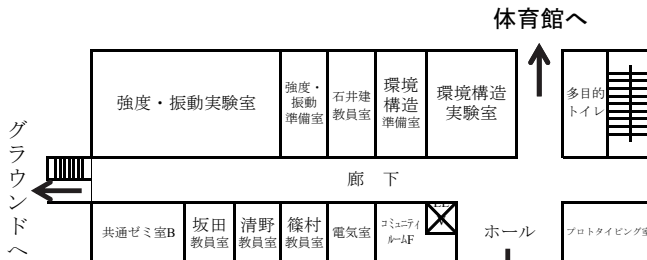 体育館へ
強度・振動実験室
強度・
振動
準備室
石井建
教員室
環境
構造
準備室
環境構造
実験室
多目的
トイレ
グラウンドへ
廊 下
共通ゼミ室B
坂田
教員室
清野
教員室
篠村
教員室
電気室
コミュニティ
ルームF
ホール
プロトタイピング室